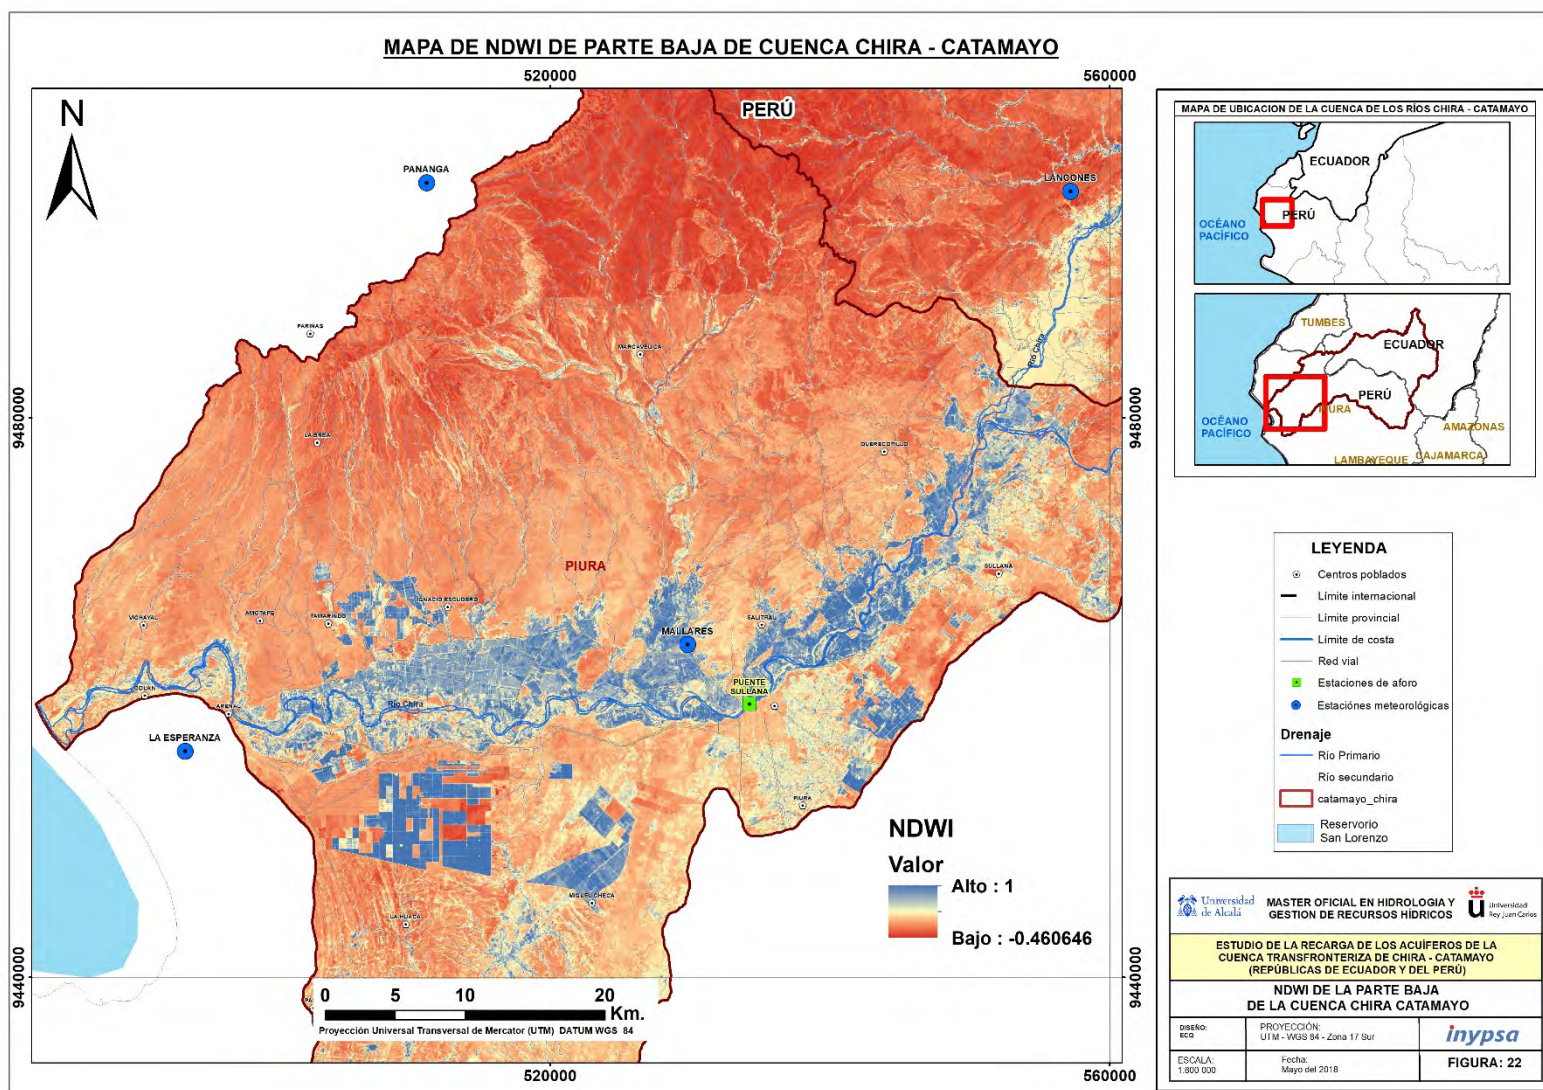 MAPA DE NDWI DE PARTE BAJA DE CUENCA CHIRA - CATAMAYO
520000
560000
N
PERÚ
PANANGA
LANCONES
PARIÑAS
MARCAVELICA
Río Chira
9480000
9480000
LA BREA
QUERECOTILLO
PIURA
SULLANA
IGNACIO ESCUDERO
VICHAYAL
AMOTAPE
TAMARINDO
MALLARES
SALITRAL
COLAN
ARENAL
Río Chira
PUENTE
SULLANA
LA ESPERANZA
PIURA
NDWI
Valor
Alto : 1
Bajo : -0.460646
MIGUEL CHECA
LA HUACA
9440000
9440000
0 5 10 20
Km.
Proyección Universal Transversal de Mercator (UTM) DATUM WGS 84
520000
560000
MAPA DE UBICACION DE LA CUENCA DE LOS RÍOS CHIRA - CATAMAYO
ECUADOR
PERÚ
OCÉANO
PACÍFICO
TUMBES
ECUADOR
PERÚ
PIURA
OCÉANO
PACÍFICO
AMAZONAS
CAJAMARCA
LAMBAYEQUE
LEYENDA
Centros poblados
Límite internacional
Límite provincial
Límite de costa
Red vial
Estaciones de aforo
Estaciónes meteorológicas
Drenaje
Río Primario
Río secundario
catamayo_chira
Reservorio
San Lorenzo
Universidad
de Alcalá
MASTER OFICIAL EN HIDROLOGIA Y
GESTION DE RECURSOS HÍDRICOS
Universidad
Rey Juan Carlos
ESTUDIO DE LA RECARGA DE LOS ACUÍFEROS DE LA
CUENCA TRANSFRONTERIZA DE CHIRA - CATAMAYO
(REPÚBLICAS DE ECUADOR Y DEL PERÚ)
NDWI DE LA PARTE BAJA
DE LA CUENCA CHIRA CATAMAYO
DISEÑO:
ECG
PROYECCIÓN:
UTM - WGS 84 - Zona 17 Sur
inypsa
ESCALA:
1:800 000
Fecha:
Mayo del 2018
FIGURA: 22